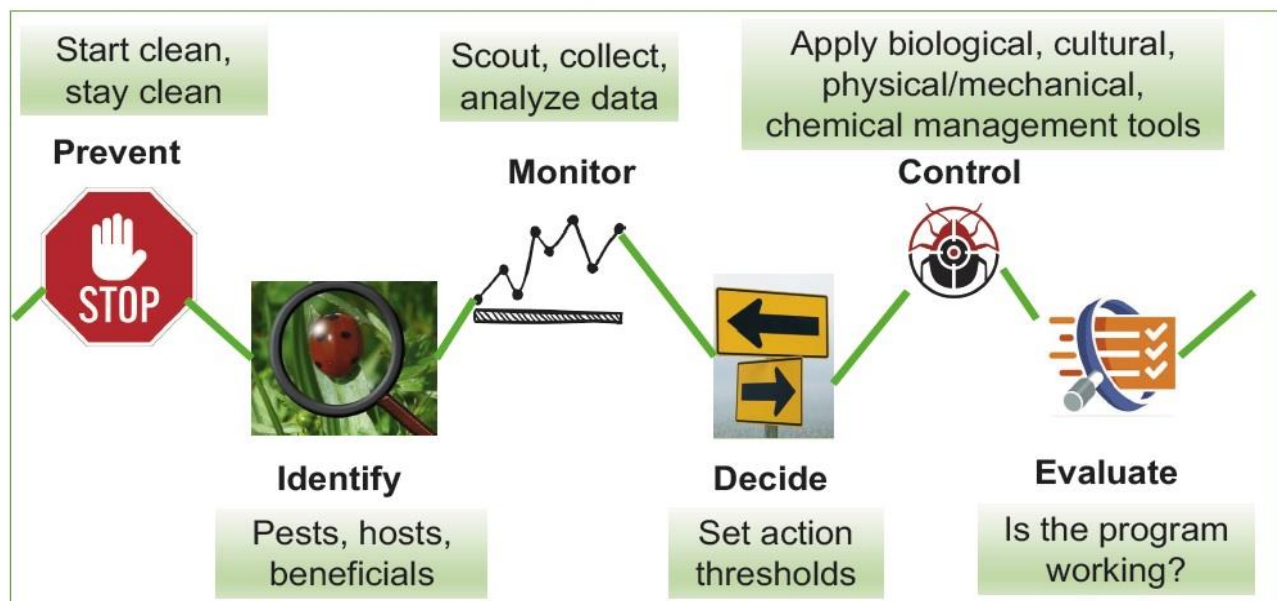 Start clean,
stay clean
Prevent
STOP
Identify
Pests, hosts,
beneficials
Scout, collect,
analyze data
Monitor
Decide
Set action
thresholds
Apply biological, cultural,
physical/mechanical,
chemical management tools
Control
Evaluate
Is the program
working?